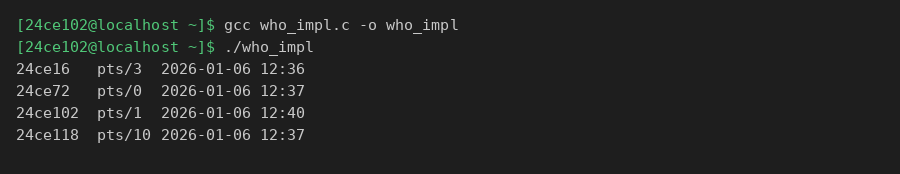 [24ce102@localhost ~]$ gcc who_impl.c -o who_impl
[24ce102@localhost ~]$ ./who_impl
24ce16   pts/3  2026-01-06 12:36
24ce72   pts/0  2026-01-06 12:37
24ce102  pts/1  2026-01-06 12:40
24ce118  pts/10 2026-01-06 12:37